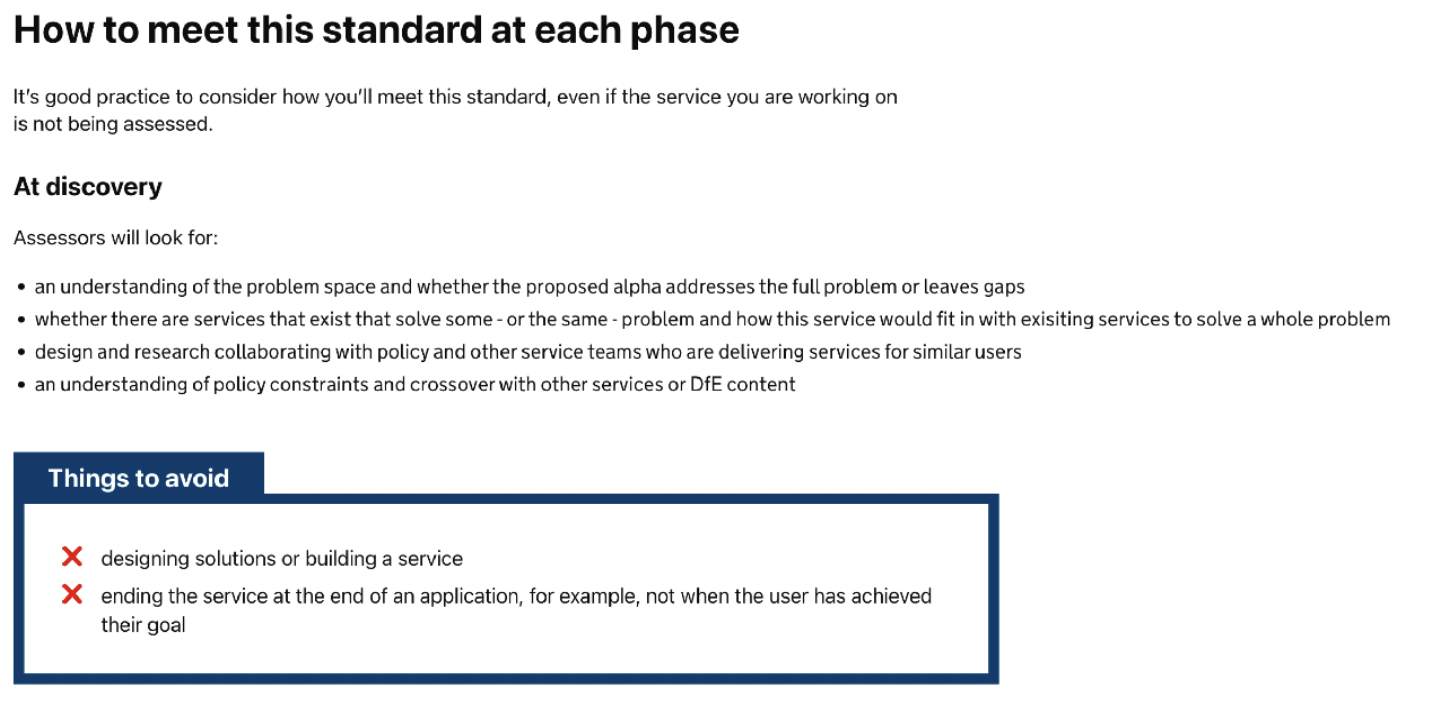 How to meet this standard at each phase
It's good practice to consider how you'll meet this standard, even if the service you are working on
is not being assessed.
At discovery
Assessors will look for:
• an understanding of the problem space and whether the proposed alpha addresses the full problem or leaves gaps
• whether there are services that exist that solve some - or the same - problem and how this service would fit in with exisiting services to solve a whole problem
• design and research collaborating with policy and other service teams who are delivering services for similar users
• an understanding of policy constraints and crossover with other services or DfE content
Things to avoid
❌ designing solutions or building a service
❌ ending the service at the end of an application, for example, not when the user has achieved
their goal